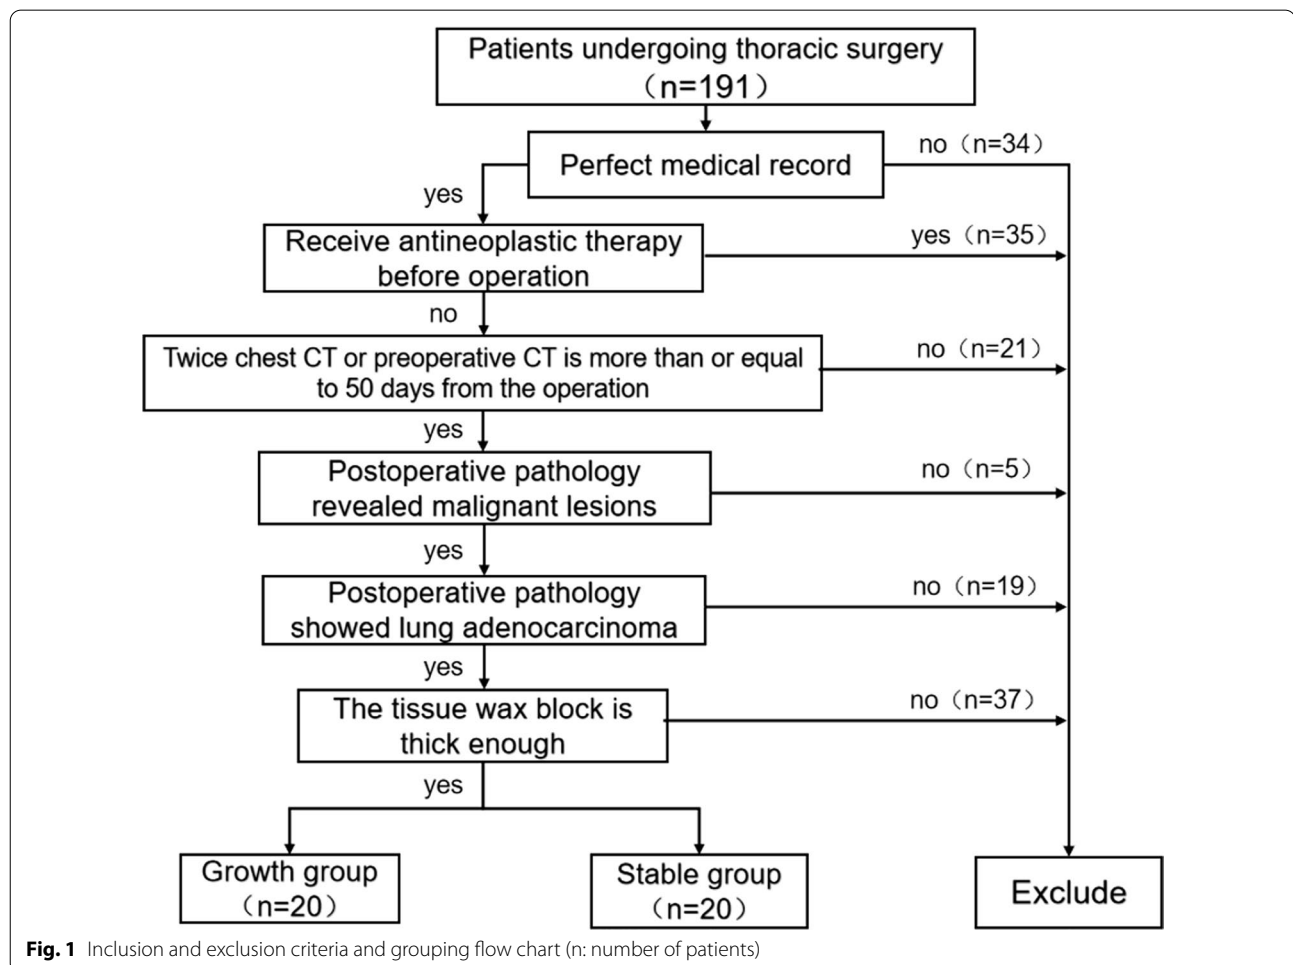 Patients undergoing thoracic surgery
（n=191）
Perfect medical record
no（n=34）
yes
Receive antineoplastic therapy
before operation
yes（n=35）
no
Twice chest CT or preoperative CT is more than or equal
to 50 days from the operation
no（n=21）
yes
Postoperative pathology
revealed malignant lesions
no（n=5）
yes
Postoperative pathology
showed lung adenocarcinoma
no（n=19）
yes
The tissue wax block is
thick enough
no（n=37）
yes
Growth group
（n=20）
Stable group
（n=20）
Exclude
Fig. 1 Inclusion and exclusion criteria and grouping flow chart (n: number of patients)